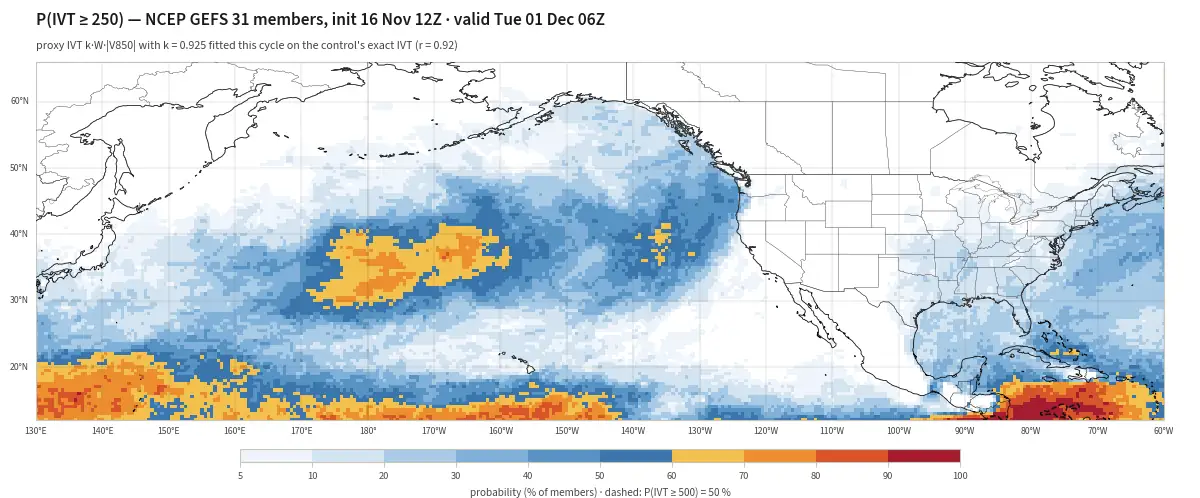 P(IVT ≥ 250) — NCEP GEFS 31 members, init 16 Nov 12Z · valid Tue 01 Dec 06Z
proxy IVT k·W·|V850| with k = 0.925 fitted this cycle on the control's exact IVT (r = 0.92)
60°N
50°N
40°N
30°N
20°N
130°E 140°E 150°E 160°E 170°E 180° 170°W 160°W 150°W 140°W 130°W 120°W 110°W 100°W 90°W 80°W 70°W 60°W
5 10 20 30 40 50 60 70 80 90 100
probability (% of members) · dashed: P(IVT ≥ 500) = 50 %